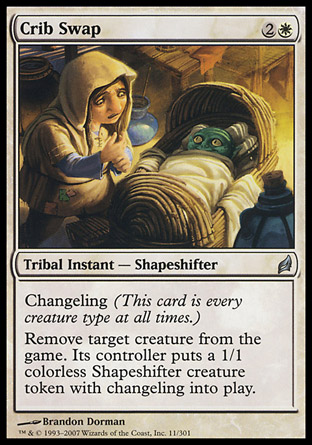 Crib Swap 2
Tribal Instant — Shapeshifter
Changeling (This card is every
creature type at all times.)
Remove target creature from the
game. Its controller puts a 1/1
colorless Shapeshifter creature
token with changeling into play.
Brandon Dorman
™ & © 1993–2007 Wizards of the Coast, Inc. 11/301